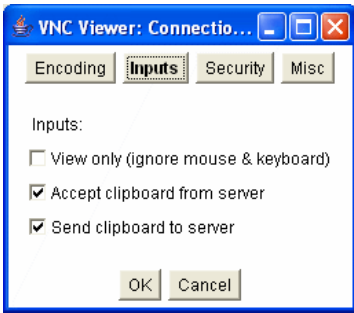 VNC Viewer: Connectio...
Encoding Inputs Security Misc
Inputs:
View only (ignore mouse & keyboard)
Accept clipboard from server
Send clipboard to server
OK Cancel